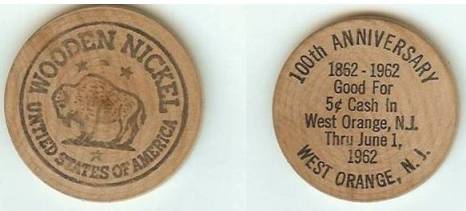 WOODEN NICKEL
UNITED STATES OF AMERICA
100th ANNIVERSARY
1862-1962
Good For
5¢ Cash In
West Orange, N.J.
Thru June 1,
1962
WEST ORANGE, N. J.